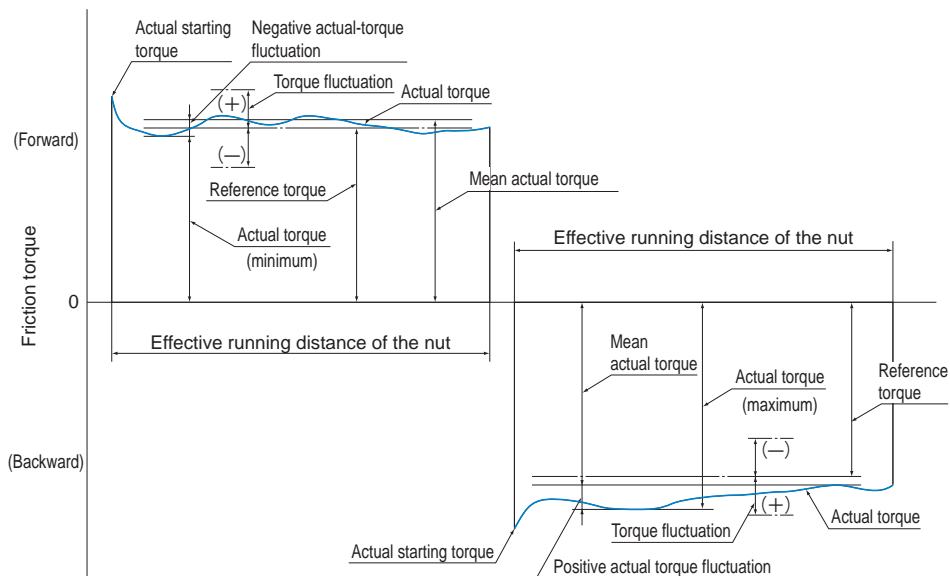 Actual starting
torque
Negative actual-torque
fluctuation
Torque fluctuation
(+)
Actual torque
(Forward)
(—)
Reference torque
Mean actual torque
Actual torque
(minimum)
Effective running distance of the nut
Friction torque
0
Effective running distance of the nut
Mean
actual torque
Actual torque
(maximum)
Reference
torque
(—)
(Backward)
(+)
Actual torque
Torque fluctuation
Actual starting torque
Positive actual torque fluctuation